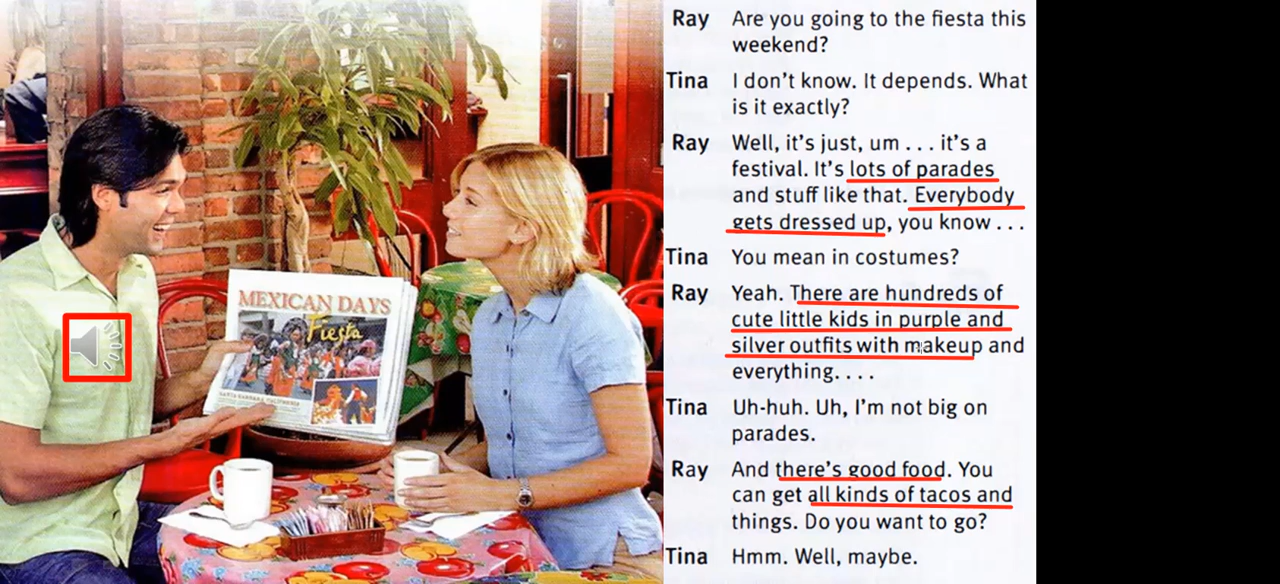 MEXICAN DAYS
Fiesta
SANTA BARBARA, CALIFORNIA
Ray Are you going to the fiesta this
weekend?
Tina I don't know. It depends. What
is it exactly?
Ray Well, it's just, um . . . it's a
festival. It's lots of parades
and stuff like that. Everybody
gets dressed up, you know . . .
Tina You mean in costumes?
Ray Yeah. There are hundreds of
cute little kids in purple and
silver outfits with makeup and
everything. . . .
Tina Uh-huh. Uh, I'm not big on
parades.
Ray And there's good food. You
can get all kinds of tacos and
things. Do you want to go?
Tina Hmm. Well, maybe.